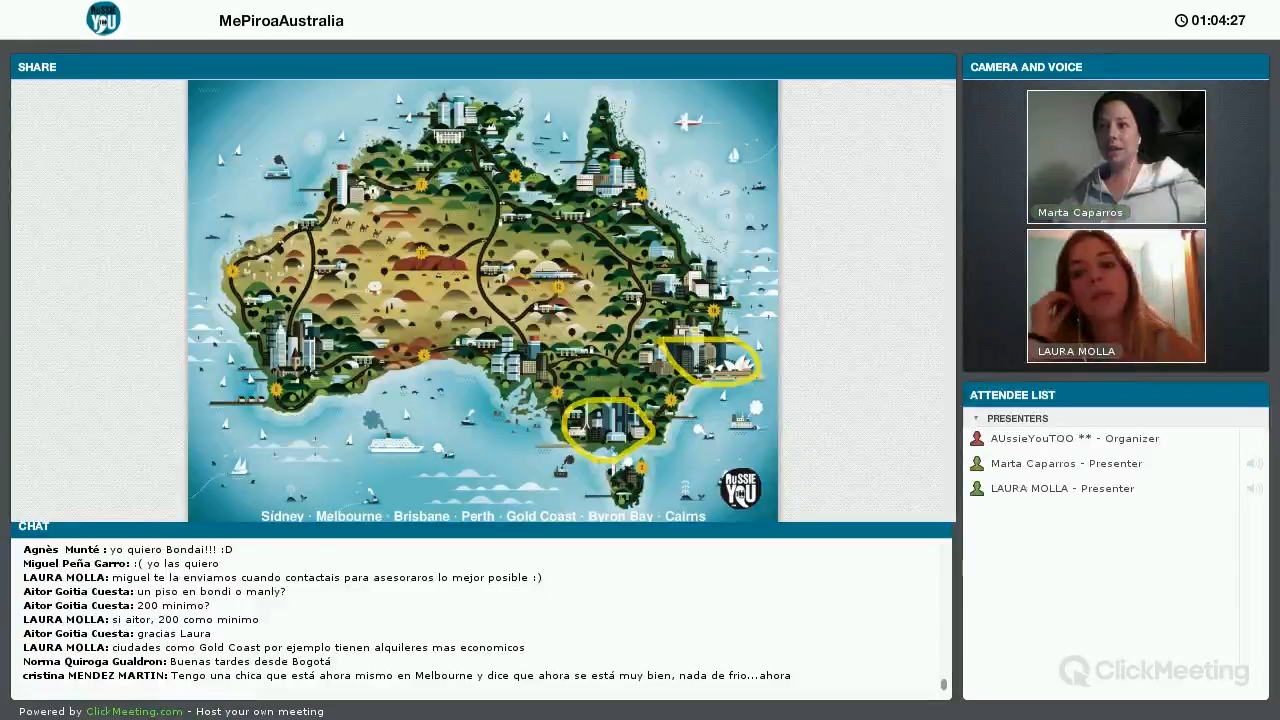 AUSSIE
YOU
TOO
MePiroaAustralia
01:04:27
SHARE
CAMERA AND VOICE
Marta Caparros
LAURA MOLLA
ATTENDEE LIST
PRESENTERS
AUssieYouTOO ** - Organizer
Marta Caparros - Presenter
LAURA MOLLA - Presenter
AUSSIE
YOU
TOO
Sídney · Melbourne · Brisbane · Perth · Gold Coast · Byron Bay · Cairns
CHAT
Agnès Munté : yo quiero Bondai!!! :D
Miguel Peña Garro: :( yo las quiero
LAURA MOLLA: miguel te la enviamos cuando contactais para asesoraros lo mejor posible :)
Aitor Goitia Cuesta: un piso en bondi o manly?
Aitor Goitia Cuesta: 200 minimo?
LAURA MOLLA: si aitor, 200 como minimo
Aitor Goitia Cuesta: gracias Laura
LAURA MOLLA: ciudades como Gold Coast por ejemplo tienen alquileres mas economicos
Norma Quiroga Gualdron: Buenas tardes desde Bogotá
cristina MENDEZ MARTIN: Tengo una chica que está ahora mismo en Melbourne y dice que ahora se está muy bien, nada de frio...ahora
ClickMeeting
Powered by ClickMeeting.com - Host your own meeting